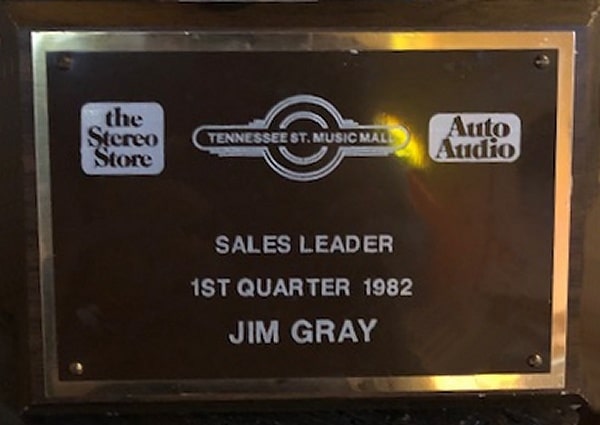 the
Stereo
Store
TENNESSEE ST. MUSIC MALL
Auto
Audio
SALES LEADER
1ST QUARTER 1982
JIM GRAY